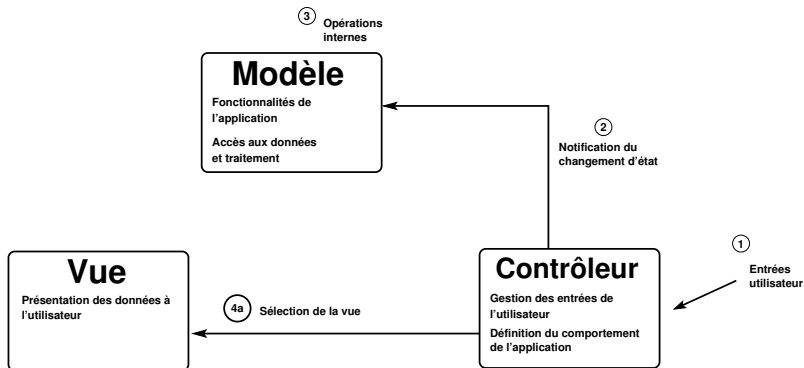 3
Opérations
internes
Modèle
Fonctionnalités de
l'application
Accès aux données
et traitement
2
Notification du
changement d'état
1
Entrées
utilisateur
Vue
Présentation des données à
l'utilisateur
4a
Sélection de la vue
Contrôleur
Gestion des entrées de
l'utilisateur
Définition du comportement
de l'application